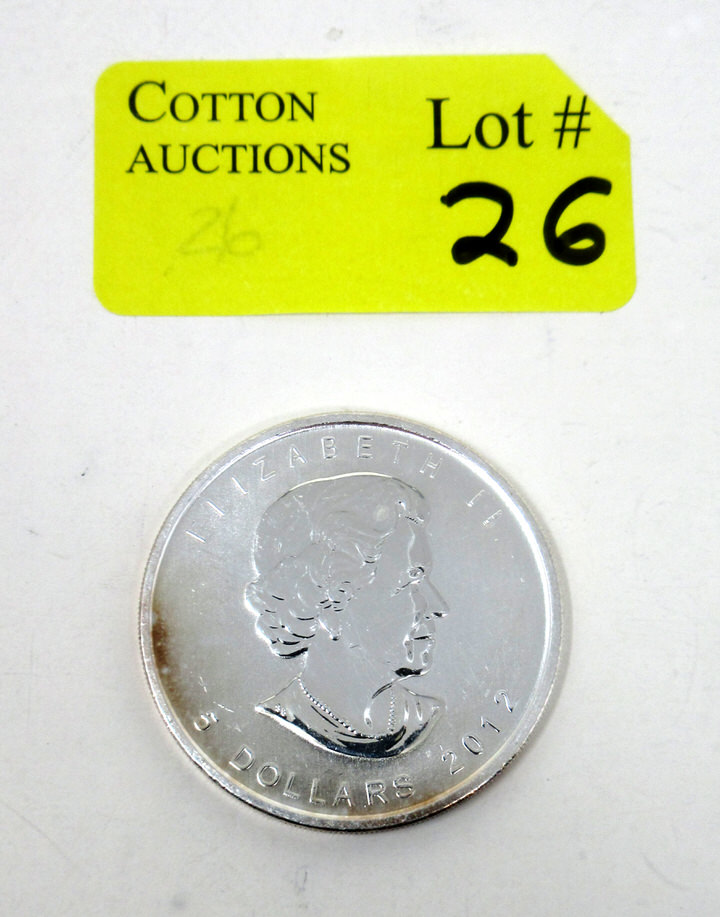 COTTON
AUCTIONS
Lot #
26
26
ELIZABETH II
5 DOLLARS 2012